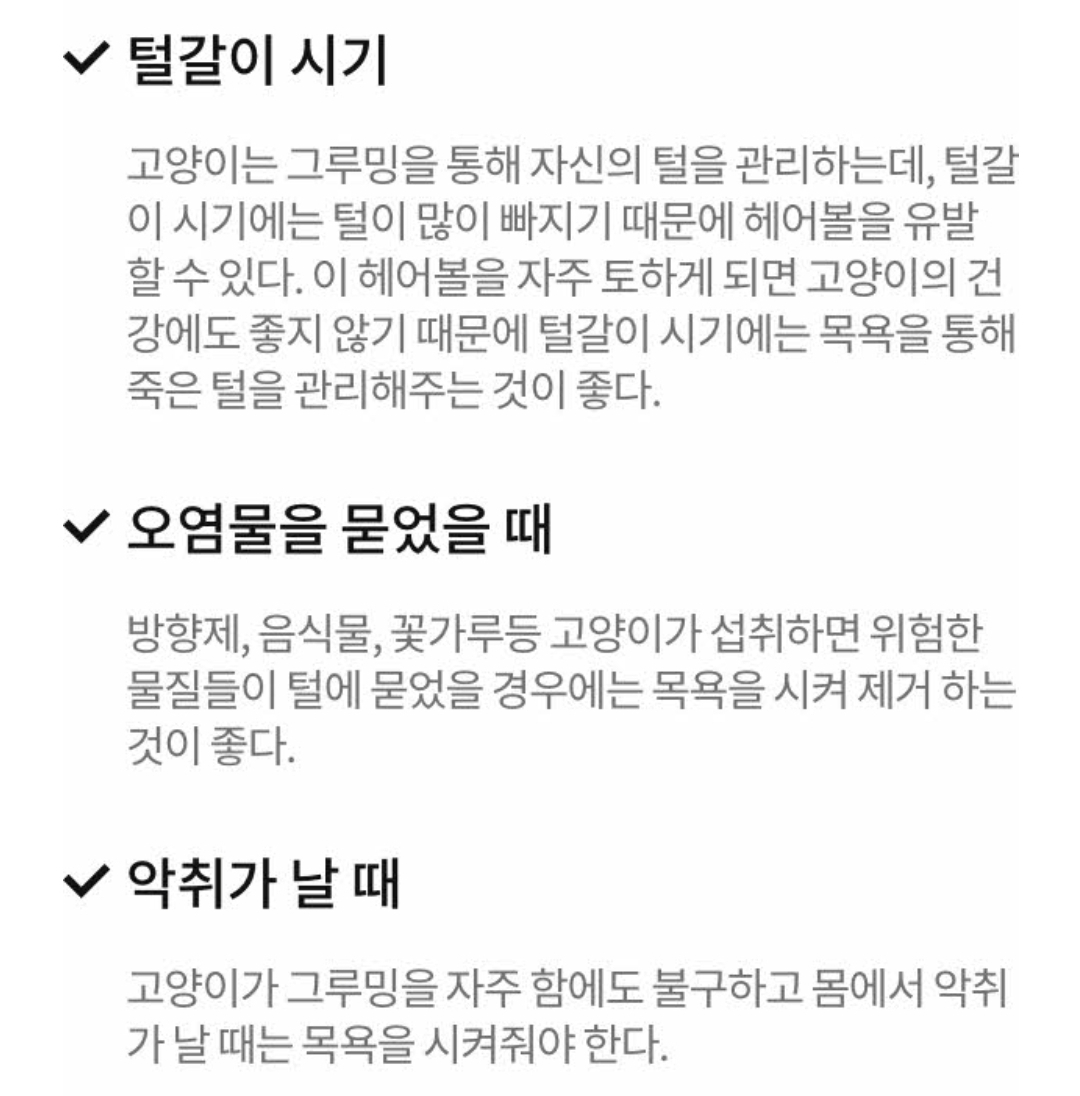 ✔ 털갈이 시기
고양이는 그루밍을 통해 자신의 털을 관리하는데, 털갈
이 시기에는 털이 많이 빠지기 때문에 헤어볼을 유발
할 수 있다. 이 헤어볼을 자주 토하게 되면 고양이의 건
강에도 좋지 않기 때문에 털갈이 시기에는 목욕을 통해
죽은 털을 관리해주는 것이 좋다.
✔ 오염물을 묻었을 때
방향제, 음식물, 꽃가루등 고양이가 섭취하면 위험한
물질들이 털에 묻었을 경우에는 목욕을 시켜 제거 하는
것이 좋다.
✔ 악취가 날 때
고양이가 그루밍을 자주 함에도 불구하고 몸에서 악취
가 날 때는 목욕을 시켜줘야 한다.